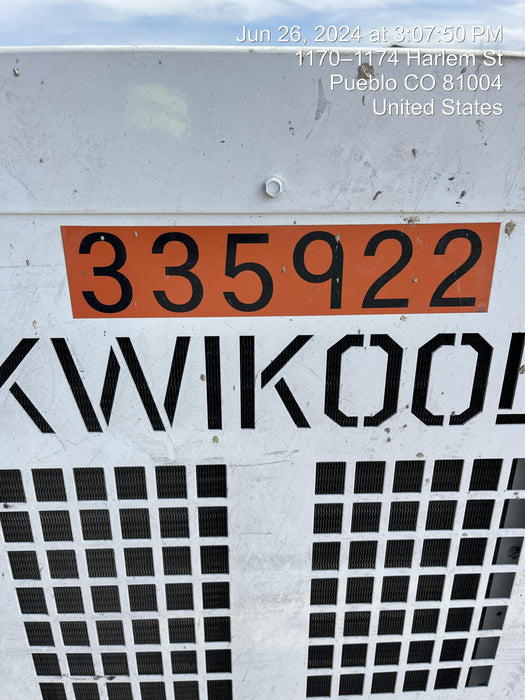 Jun 26, 2024 at 3:07:50 PM
1170–1174 Harlem St
Pueblo CO 81004
United States
335922
KWIKOOL